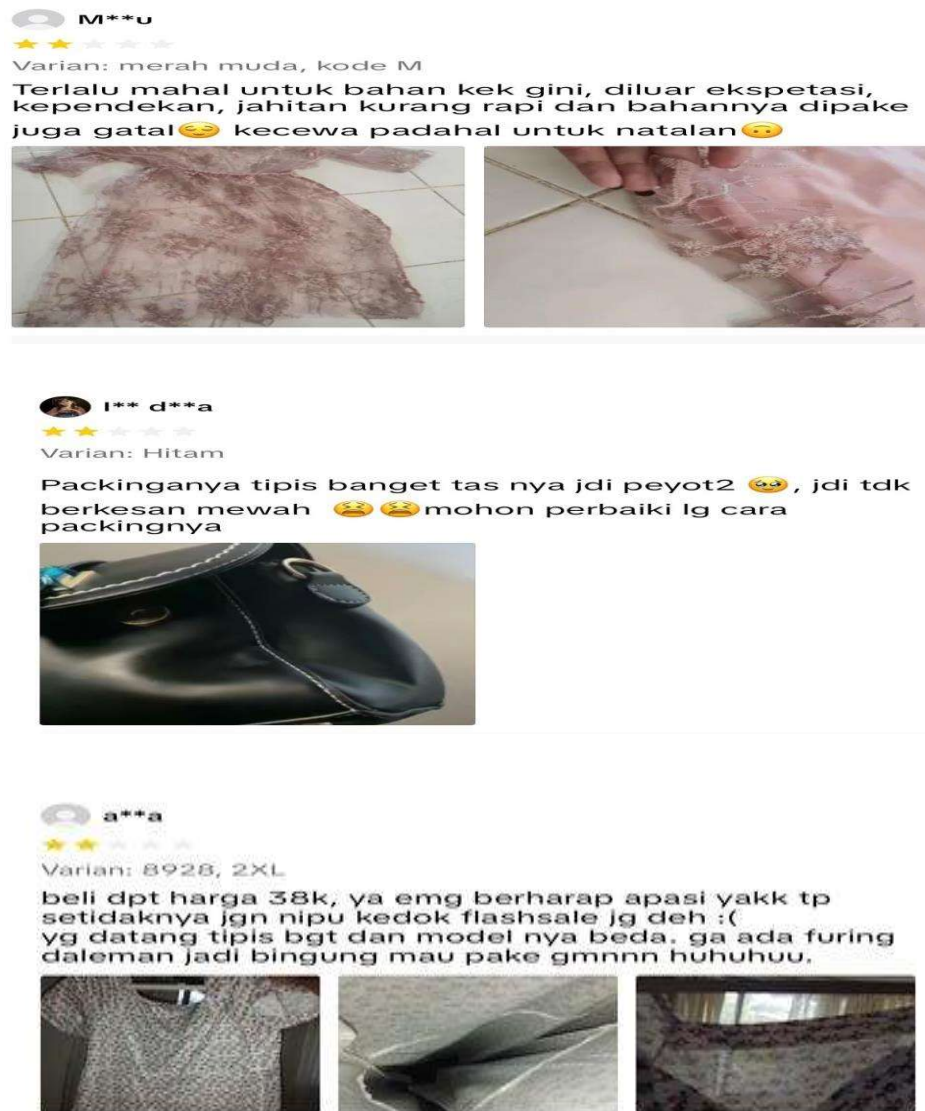 M**u
Varian: merah muda, kode M
Terlalu mahal untuk bahan kek gini, diluar ekspetasi,
kependekan, jahitan kurang rapi dan bahannya dipake
juga gatal😔 kecewa padahal untuk natalan🙃
I** d**a
Varian: Hitam
Packinganya tipis banget tas nya jdi peyot2 🥹, jdi tdk
berkesan mewah 😫😫mohon perbaiki lg cara
packingnya
a**a
Varian: 8928, 2XL
beli dpt harga 38k, ya emg berharap apasi yakk tp
setidaknya jgn nipu kedok flashsale jg deh :(
yg datang tipis bgt dan model nya beda. ga ada furing
daleman jadi bingung mau pake gmnnn huhuhuu.